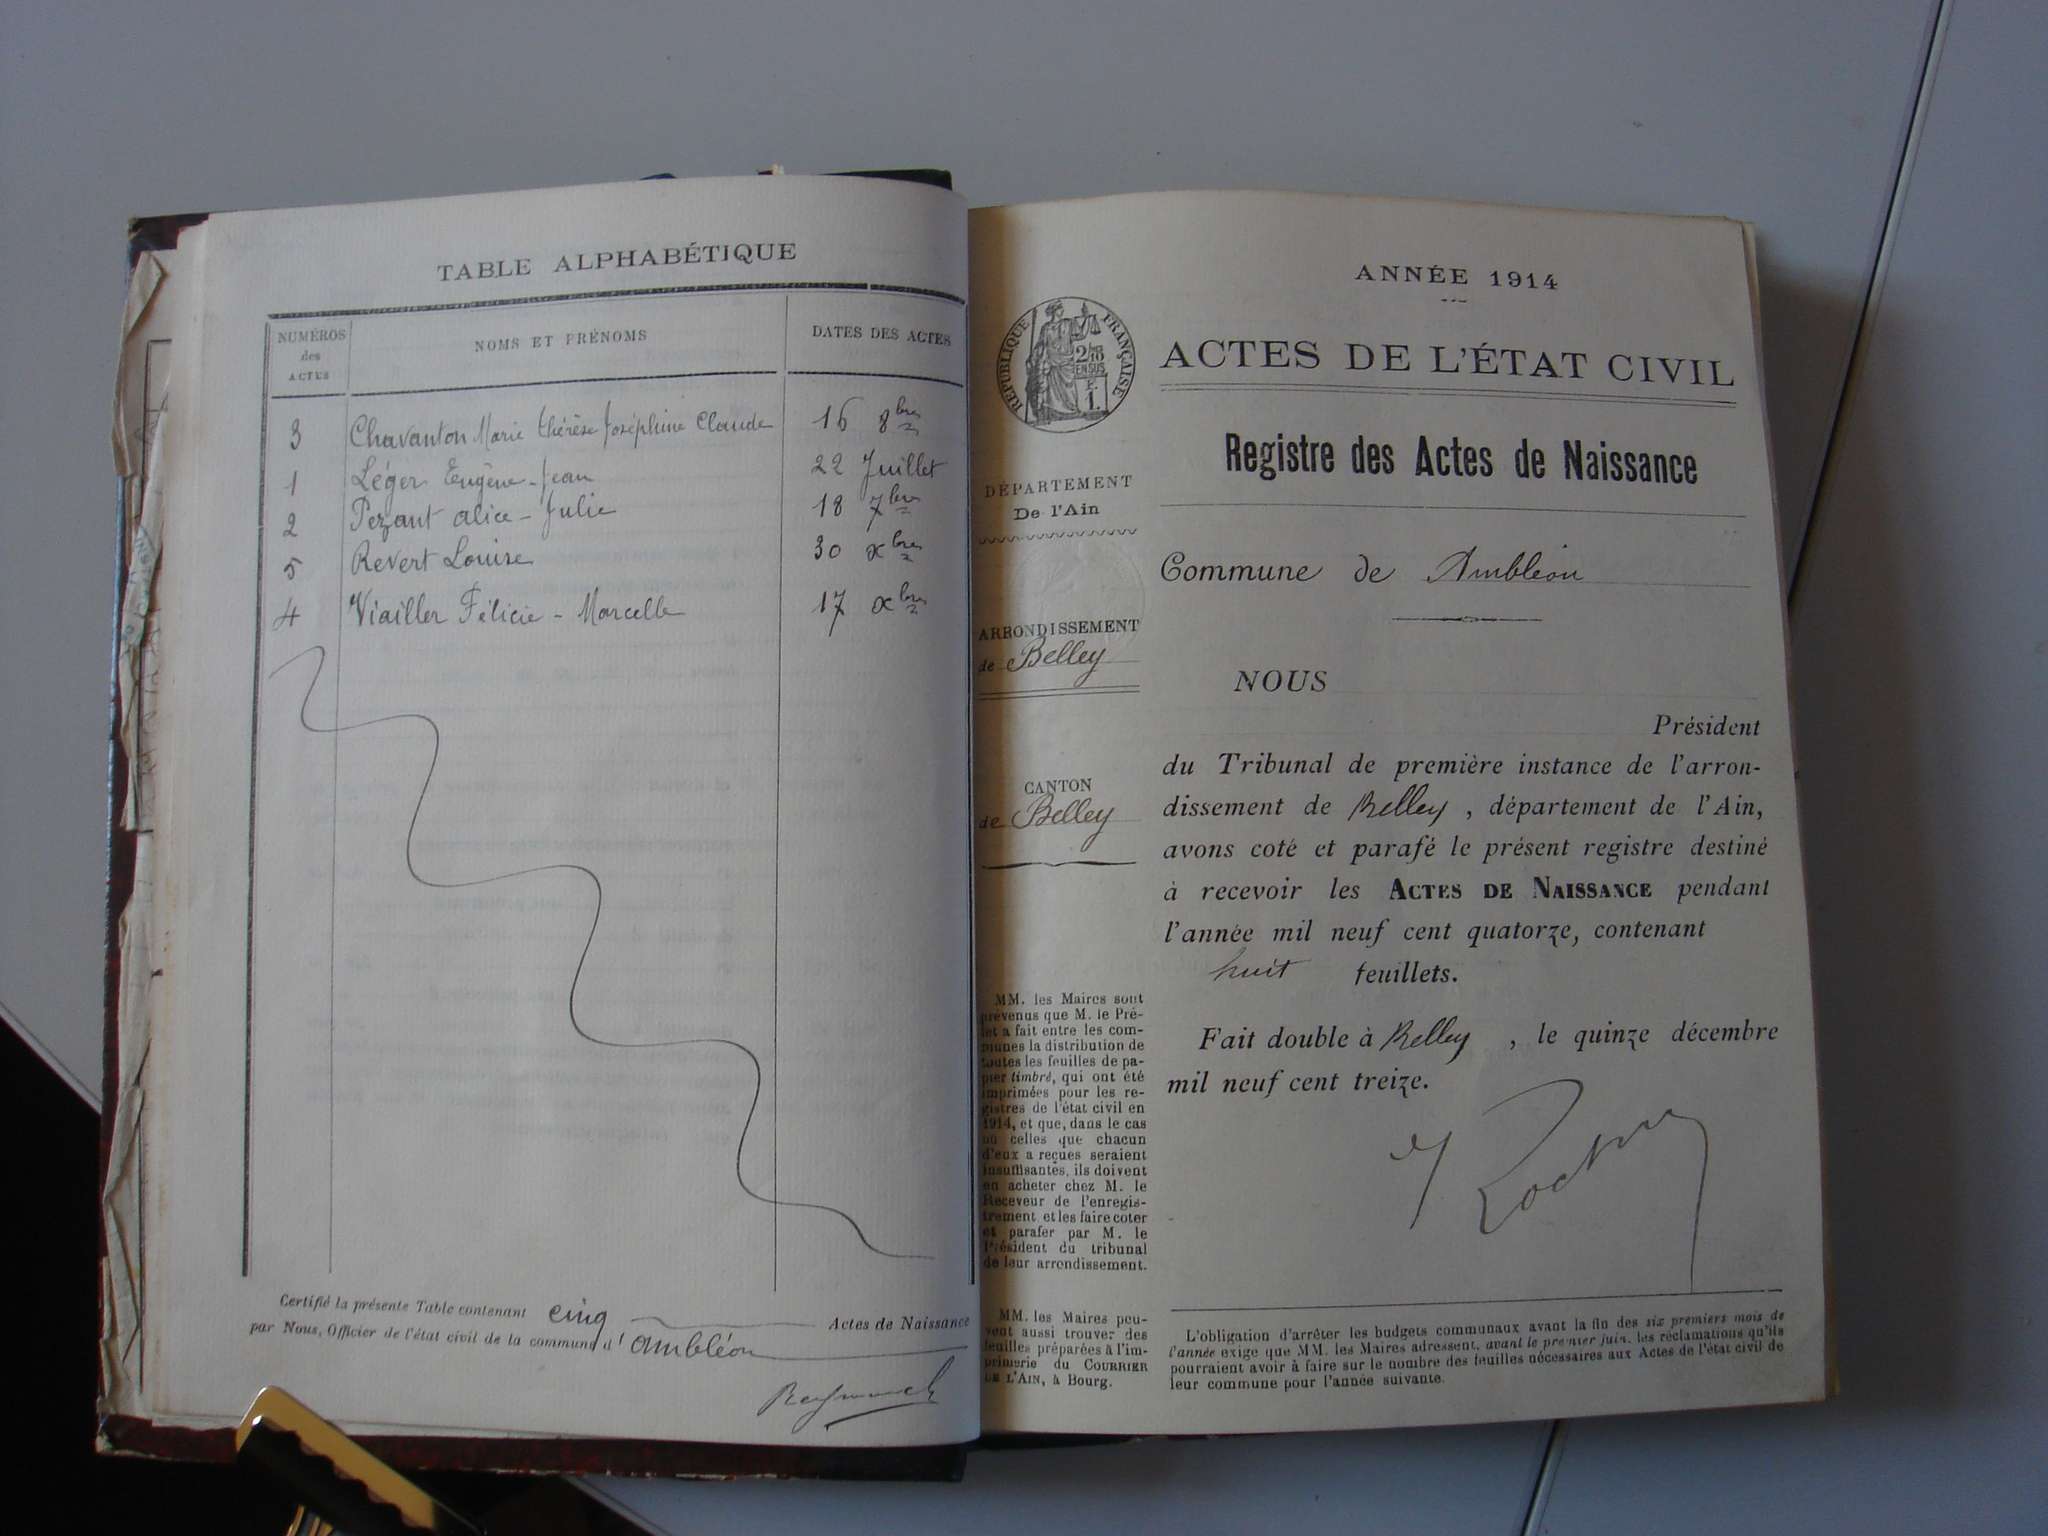 TABLE ALPHABÉTIQUE
NUMÉROS
des
ACTES
NOMS ET PRÉNOMS
DATES DES ACTES
3 Chavanton Marie thérèse Joséphine Claude 16 8bres
1 Léger Eugène-Jean 22 Juillet
2 Pezant alice-Julie 18 7bres
5 Revert Louise 30 xbres
4 Viailler Félicie - Marcelle 17 xbres
Certifié la présente Table contenant cinq Actes de Naissance
par Nous, Officier de l'état civil de la commune d'ambléon
ANNÉE 1914
RÉPUBLIQUE FRANÇAISE
2/10
EN SUS
1.
ACTES DE L'ÉTAT CIVIL
Registre des Actes de Naissance
DÉPARTEMENT
De l'Ain
Commune de Ambléon
ARRONDISSEMENT
de Belley
CANTON
de Belley
NOUS
Président
du Tribunal de première instance de l'arron-
dissement de Belley, département de l'Ain,
avons coté et parafé le présent registre destiné
à recevoir les ACTES DE NAISSANCE pendant
l'année mil neuf cent quatorze, contenant
huit feuillets.
Fait double à Belley, le quinze décembre
mil neuf cent treize.
MM. les Maires sont
prévenus que M. le Pré-
fet a fait entre les com-
munes la distribution de
toutes les feuilles de pa-
pier timbré, qui ont été
imprimées pour les re-
gistres de l'état civil en
1914, et que, dans le cas
où celles que chacun
d'eux a reçues seraient
insuffisantes, ils doivent
en acheter chez M. le
Receveur de l'enregis-
trement et les faire coter
et parafer par M. le
Président du tribunal
de leur arrondissement.
MM. les Maires peu-
vent aussi trouver des
feuilles préparées à l'im-
primerie du COURRIER
DE L'AIN, à Bourg.
L'obligation d'arrêter les budgets communaux avant la fin des six premiers mois de
l'année exige que MM. les Maires adressent, avant le premier juin, les réclamations qu'ils
pourraient avoir à faire sur le nombre des feuilles nécessaires aux Actes de l'état civil de
leur commune pour l'année suivante.